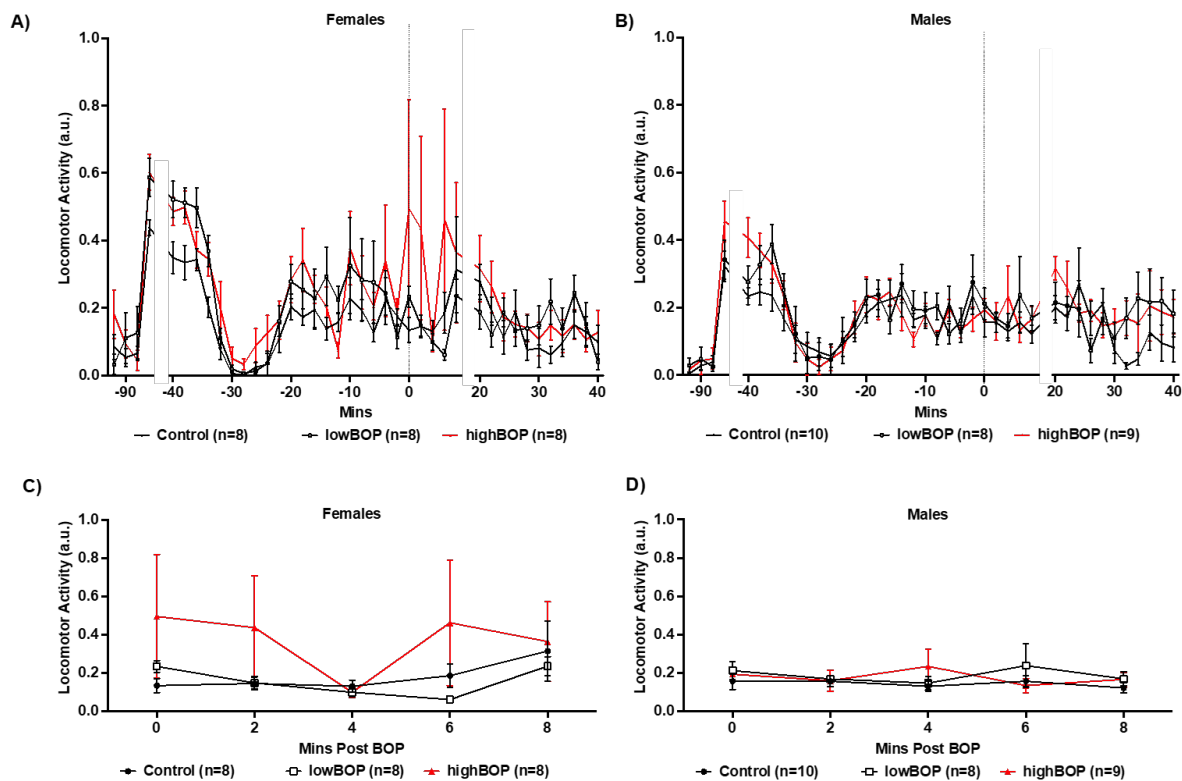 A)
Females
Locomotor Activity (a.u.)
1.0
0.8
0.6
0.4
0.2
0.0
-90 -40 -30 -20 -10 0 10 20 30 40
Mins
Control (n=8) lowBOP (n=8) highBOP (n=8)
B)
Males
Locomotor Activity (a.u.)
1.0
0.8
0.6
0.4
0.2
0.0
-90 -40 -30 -20 -10 0 10 20 30 40
Mins
Control (n=10) lowBOP (n=8) highBOP (n=9)
C)
Females
Locomotor Activity (a.u.)
1.0
0.8
0.6
0.4
0.2
0.0
0 2 4 6 8
Mins Post BOP
Control (n=8) lowBOP (n=8) highBOP (n=8)
D)
Males
Locomotor Activity (a.u.)
1.0
0.8
0.6
0.4
0.2
0.0
0 2 4 6 8
Mins Post BOP
Control (n=10) lowBOP (n=8) highBOP (n=9)